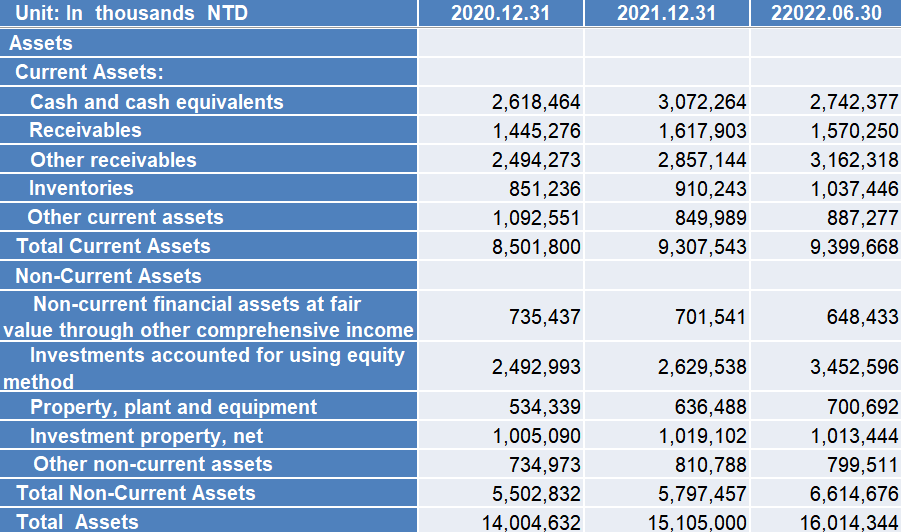 Unit: In thousands NTD 2020.12.31 2021.12.31 22022.06.30
Assets
Current Assets:
Cash and cash equivalents 2,618,464 3,072,264 2,742,377
Receivables 1,445,276 1,617,903 1,570,250
Other receivables 2,494,273 2,857,144 3,162,318
Inventories 851,236 910,243 1,037,446
Other current assets 1,092,551 849,989 887,277
Total Current Assets 8,501,800 9,307,543 9,399,668
Non-Current Assets
Non-current financial assets at fair
value through other comprehensive income 735,437 701,541 648,433
Investments accounted for using equity
method 2,492,993 2,629,538 3,452,596
Property, plant and equipment 534,339 636,488 700,692
Investment property, net 1,005,090 1,019,102 1,013,444
Other non-current assets 734,973 810,788 799,511
Total Non-Current Assets 5,502,832 5,797,457 6,614,676
Total Assets 14,004,632 15,105,000 16,014,344